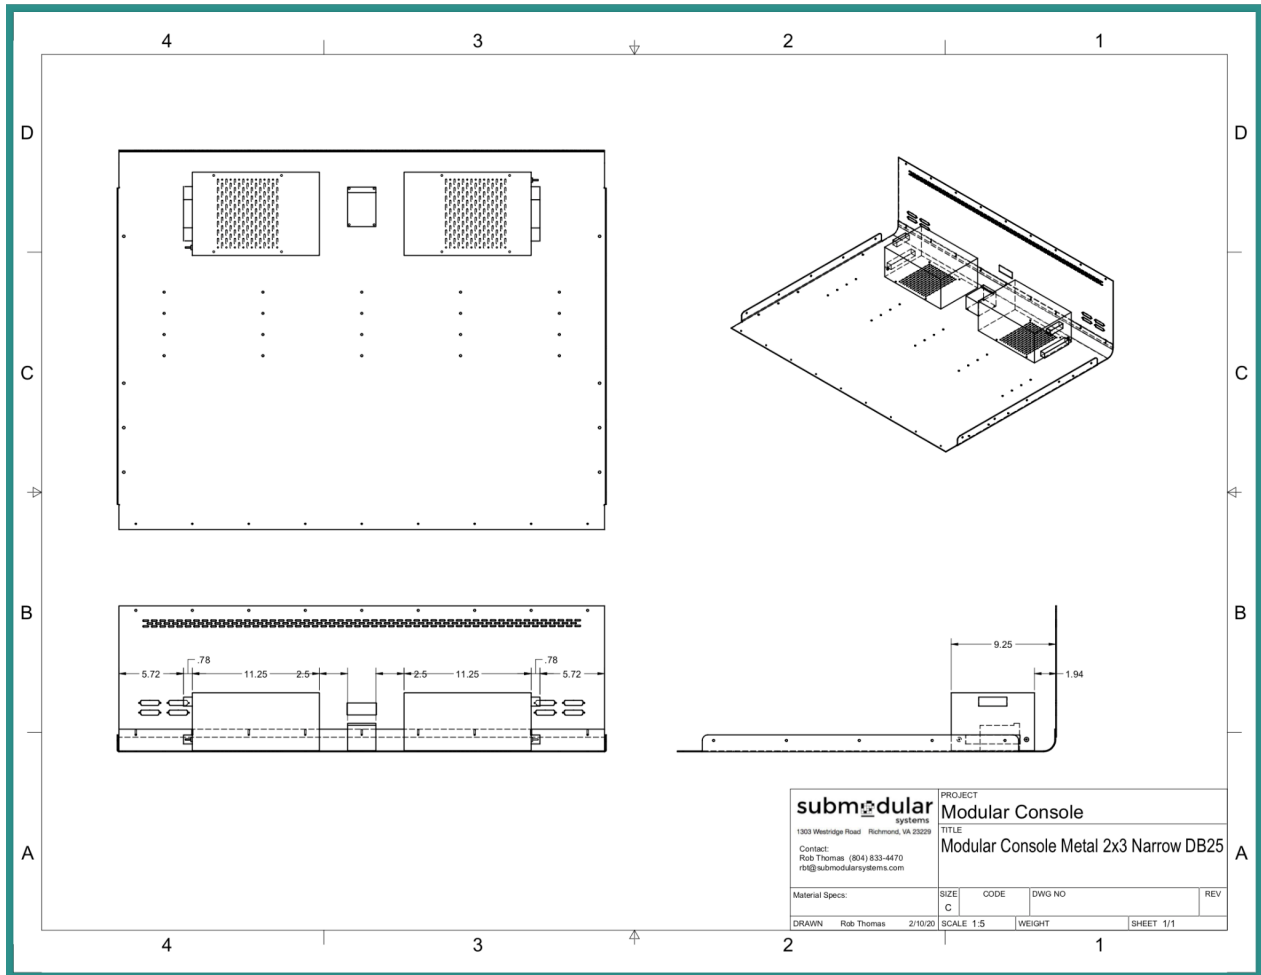 4 3 2 1
D D
C C
B B
A A
.78 .78
5.72 11.25 2.5 2.5 11.25 5.72
9.25
1.94
submodular
systems
1303 Westridge Road Richmond, VA 23229
Contact:
Rob Thomas (804) 833-4470
rbt@submodularsystems.com
Material Specs:
DRAWN Rob Thomas 2/10/20
PROJECT
Modular Console
TITLE
Modular Console Metal 2x3 Narrow DB25
SIZE CODE DWG NO REV
C
SCALE 1:5 WEIGHT SHEET 1/1
4 3 2 1